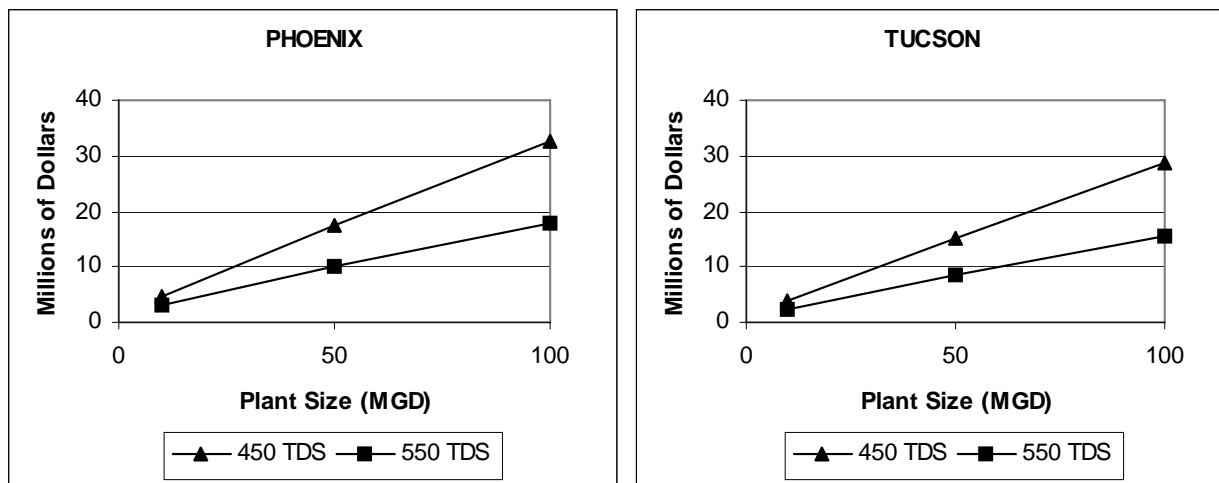 PHOENIX
Millions of Dollars
40
30
20
10
0
0 50 100
Plant Size (MGD)
450 TDS 550 TDS
TUCSON
Millions of Dollars
40
30
20
10
0
0 50 100
Plant Size (MGD)
450 TDS 550 TDS